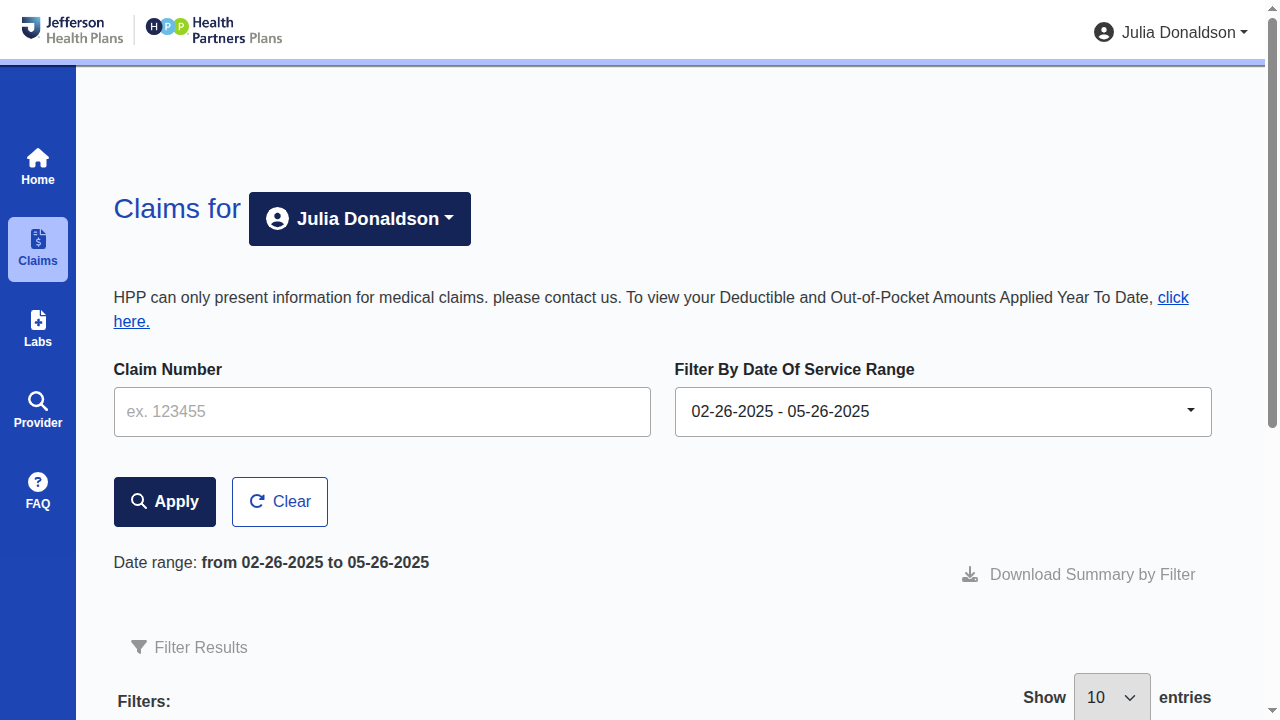 Jefferson
Health Plans
HPP
Health
Partners Plans
Julia Donaldson
Home
Claims
Labs
Provider
FAQ
Claims for
Julia Donaldson
HPP can only present information for medical claims. please contact us. To view your Deductible and Out-of-Pocket Amounts Applied Year To Date, click
here.
Claim Number
Filter By Date Of Service Range
ex. 123455
02-26-2025 - 05-26-2025
Apply
Clear
Date range: from 02-26-2025 to 05-26-2025
Download Summary by Filter
Filter Results
Filters:
Show 10 entries